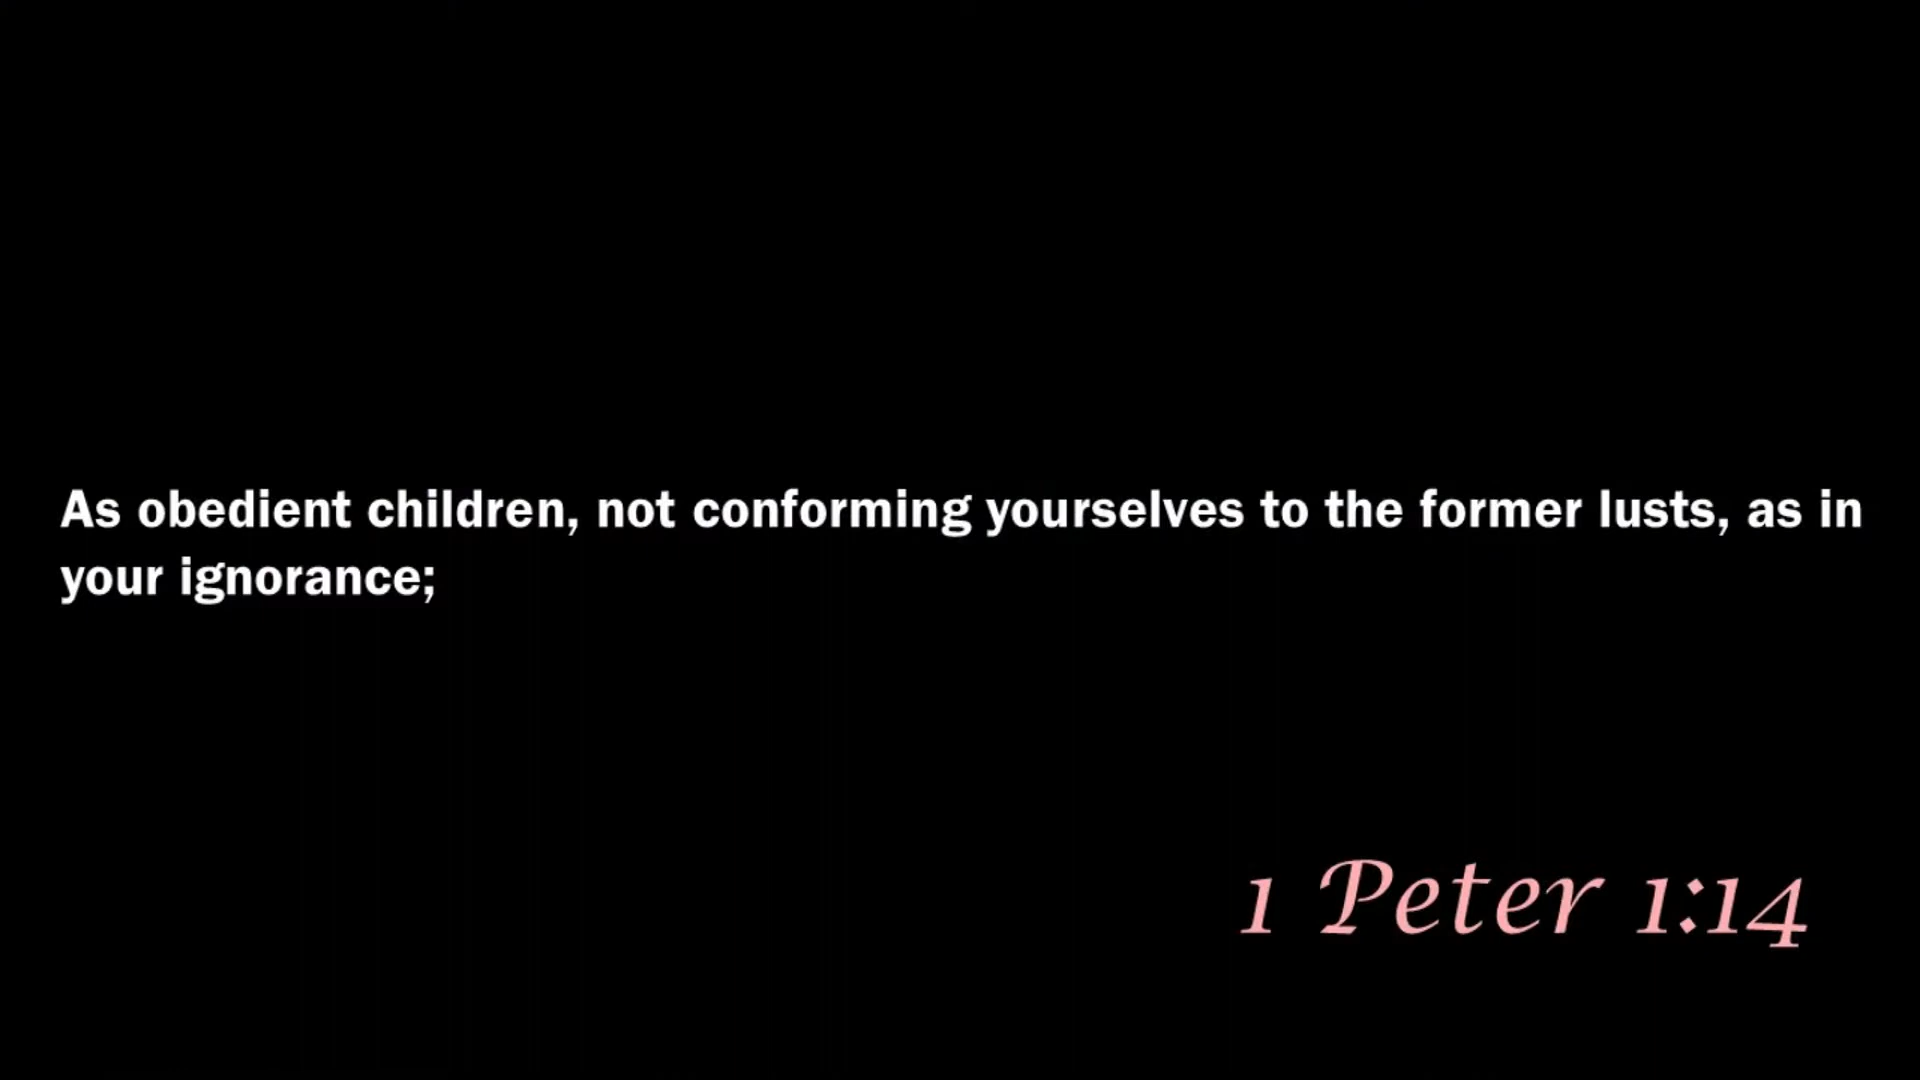 As obedient children, not conforming yourselves to the former lusts, as in
your ignorance;
1 Peter 1:14